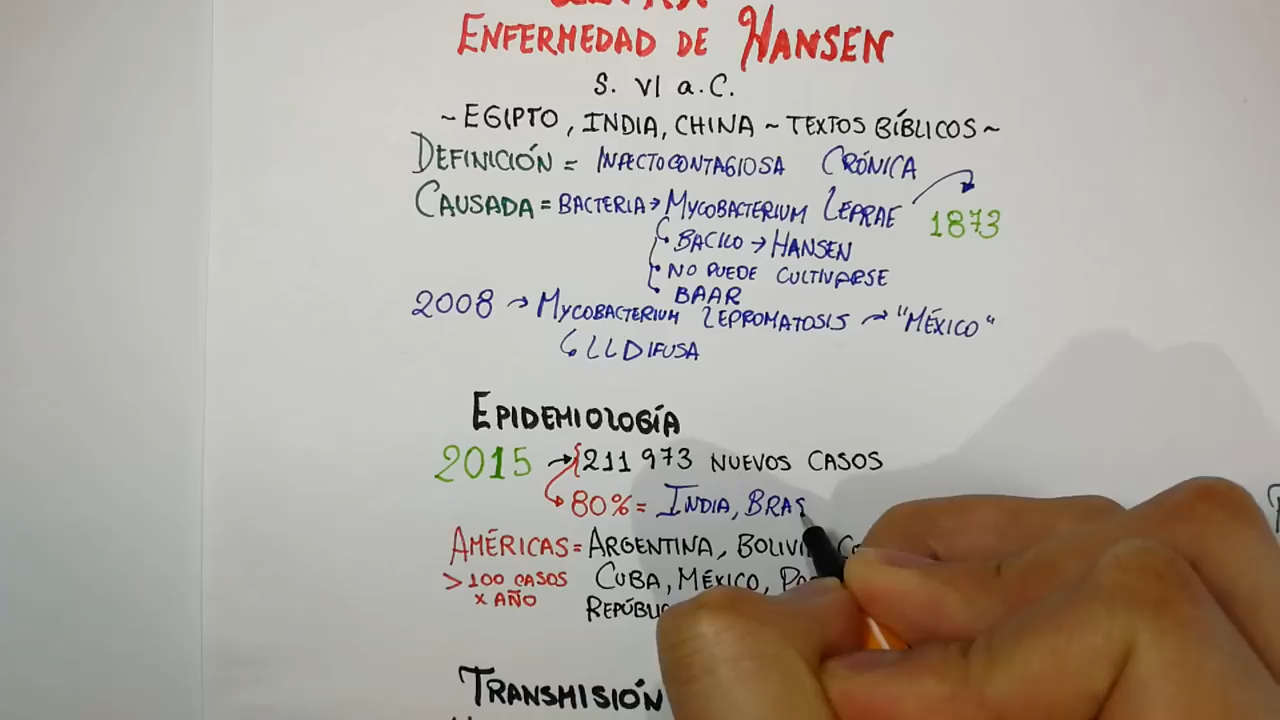 ENFERMEDAD DE HANSEN
S. VI a.C.
~ EGIPTO, INDIA, CHINA ~ TEXTOS BÍBLICOS ~
DEFINICIÓN = INFECTOCONTAGIOSA CRÓNICA
CAUSADA = BACTERIA → MYCOBACTERIUM LEPRAE 1873
BACILO → HANSEN
NO PUEDE CULTIVARSE
BAAR
2008 → MYCOBACTERIUM LEPROMATOSIS → "MÉXICO"
LL DIFUSA
EPIDEMIOLOGÍA
2015 → 211 973 NUEVOS CASOS
80% = INDIA, BRAS
AMÉRICAS = ARGENTINA,
> 100 CASOS CUBA, MÉXICO,
X AÑO
TRANSMISIÓN